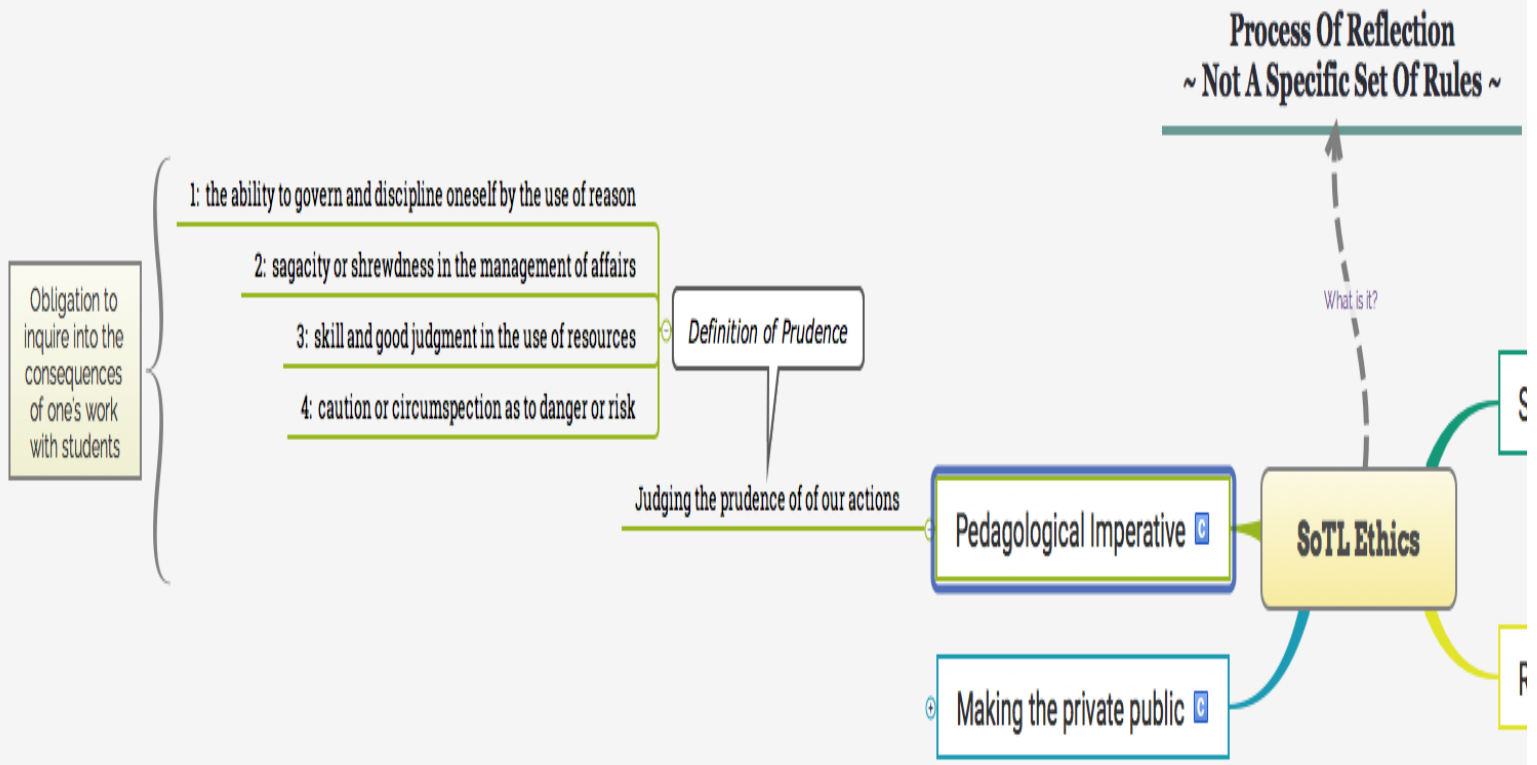 Process Of Reflection
~ Not A Specific Set Of Rules ~
1: the ability to govern and discipline oneself by the use of reason
2: sagacity or shrewdness in the management of affairs
3: skill and good judgment in the use of resources
4: caution or circumspection as to danger or risk
Obligation to
inquire into the
consequences
of one's work
with students
Definition of Prudence
What is it?
Judging the prudence of of our actions
Pedagological Imperative C
SoTL Ethics
Making the private public C
S
R